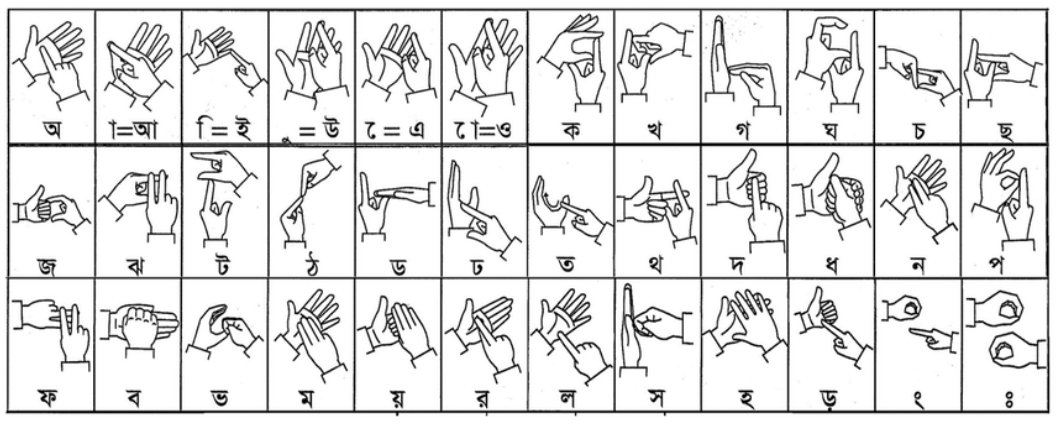 অ া=আ ি=ই ু=উ ে=এ ো=ও ক খ গ ঘ চ ছ
জ ঝ ট ঠ ড ঢ ত থ দ ধ ন প
ফ ব ভ ম য় র ল স হ ড় ং ঃ